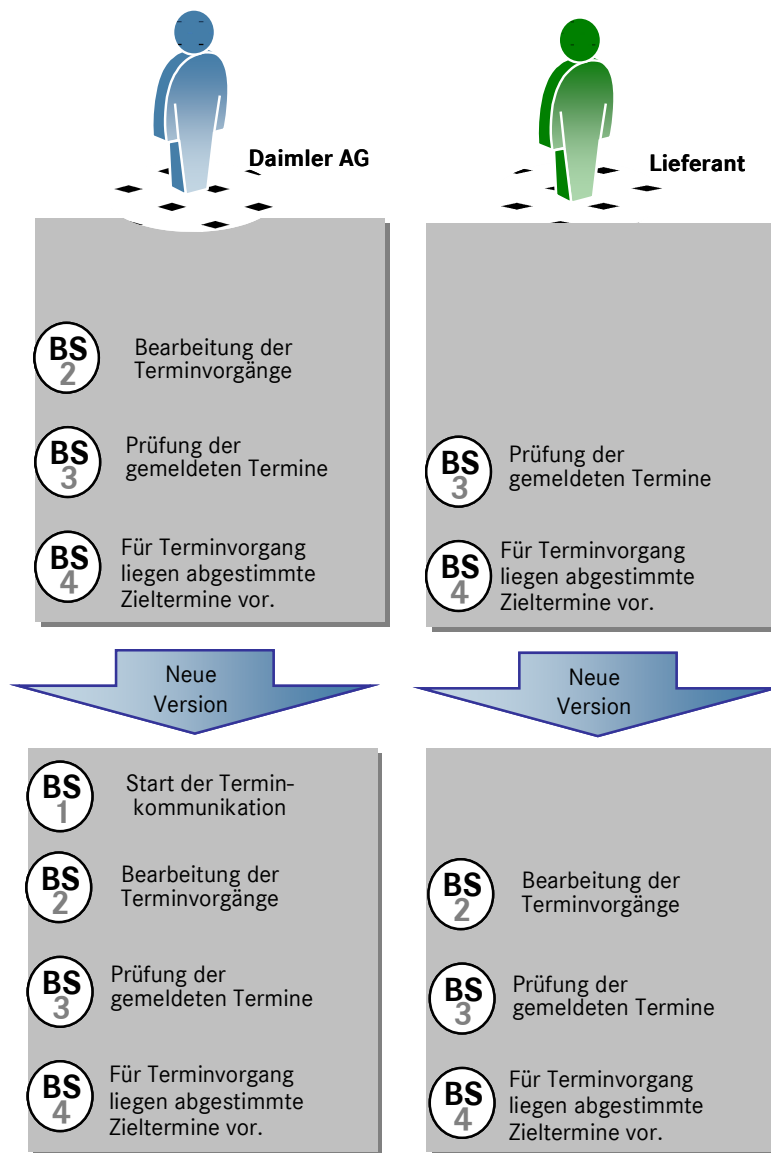 Daimler AG
BS
2
Bearbeitung der
Terminvorgänge
BS
3
Prüfung der
gemeldeten Termine
BS
4
Für Terminvorgang
liegen abgestimmte
Zieltermine vor.
Neue
Version
BS
1
Start der Termin-
kommunikation
BS
2
Bearbeitung der
Terminvorgänge
BS
3
Prüfung der
gemeldeten Termine
BS
4
Für Terminvorgang
liegen abgestimmte
Zieltermine vor.
Lieferant
BS
3
Prüfung der
gemeldeten Termine
BS
4
Für Terminvorgang
liegen abgestimmte
Zieltermine vor.
Neue
Version
BS
2
Bearbeitung der
Terminvorgänge
BS
3
Prüfung der
gemeldeten Termine
BS
4
Für Terminvorgang
liegen abgestimmte
Zieltermine vor.